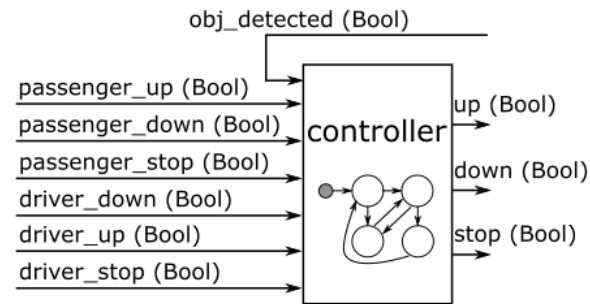 obj_detected (Bool)
passenger_up (Bool)
passenger_down (Bool)
passenger_stop (Bool)
driver_down (Bool)
driver_up (Bool)
driver_stop (Bool)
controller
up (Bool)
down (Bool)
stop (Bool)